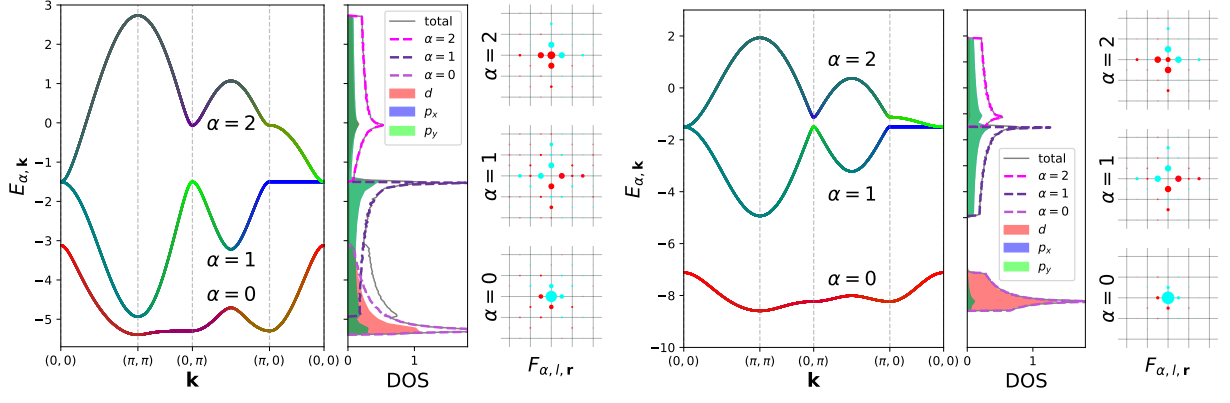 3
2
1
0
−1
−2
−3
−4
−5
E_{α, k}
α = 2
α = 1
α = 0
(0, 0)
(π, π)
(0, π)
(π, 0)
(0, 0)
k
total
α = 2
α = 1
α = 0
d
p_x
p_y
1
DOS
α = 2
α = 1
α = 0
F_{α, l, r}
2
0
−2
−4
−6
−8
−10
E_{α, k}
α = 2
α = 1
α = 0
(0, 0)
(π, π)
(0, π)
(π, 0)
(0, 0)
k
total
α = 2
α = 1
α = 0
d
p_x
p_y
0
1
DOS
α = 2
α = 1
α = 0
F_{α, l, r}